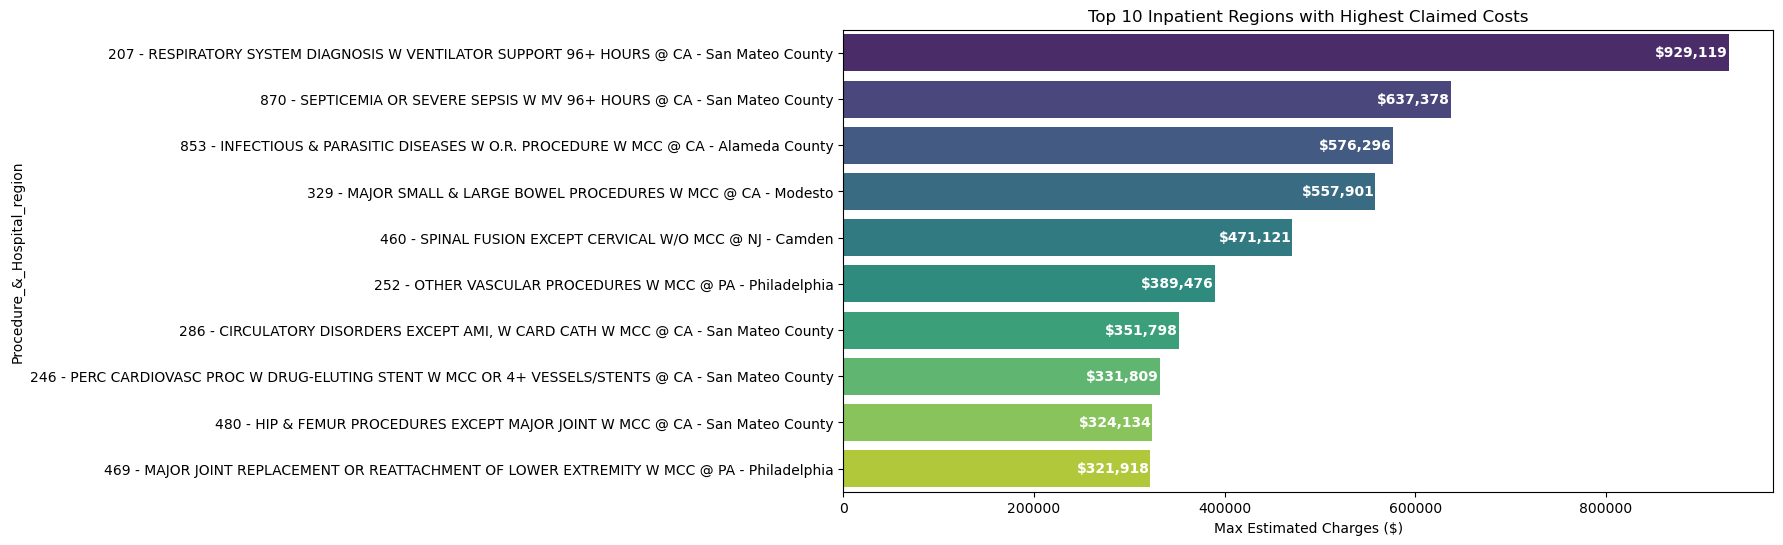 Top 10 Inpatient Regions with Highest Claimed Costs
Procedure_&_Hospital_region
207 - RESPIRATORY SYSTEM DIAGNOSIS W VENTILATOR SUPPORT 96+ HOURS @ CA - San Mateo County
$929,119
870 - SEPTICEMIA OR SEVERE SEPSIS W MV 96+ HOURS @ CA - San Mateo County
$637,378
853 - INFECTIOUS & PARASITIC DISEASES W O.R. PROCEDURE W MCC @ CA - Alameda County
$576,296
329 - MAJOR SMALL & LARGE BOWEL PROCEDURES W MCC @ CA - Modesto
$557,901
460 - SPINAL FUSION EXCEPT CERVICAL W/O MCC @ NJ - Camden
$471,121
252 - OTHER VASCULAR PROCEDURES W MCC @ PA - Philadelphia
$389,476
286 - CIRCULATORY DISORDERS EXCEPT AMI, W CARD CATH W MCC @ CA - San Mateo County
$351,798
246 - PERC CARDIOVASC PROC W DRUG-ELUTING STENT W MCC OR 4+ VESSELS/STENTS @ CA - San Mateo County
$331,809
480 - HIP & FEMUR PROCEDURES EXCEPT MAJOR JOINT W MCC @ CA - San Mateo County
$324,134
469 - MAJOR JOINT REPLACEMENT OR REATTACHMENT OF LOWER EXTREMITY W MCC @ PA - Philadelphia
$321,918
0 200000 400000 600000 800000
Max Estimated Charges ($)